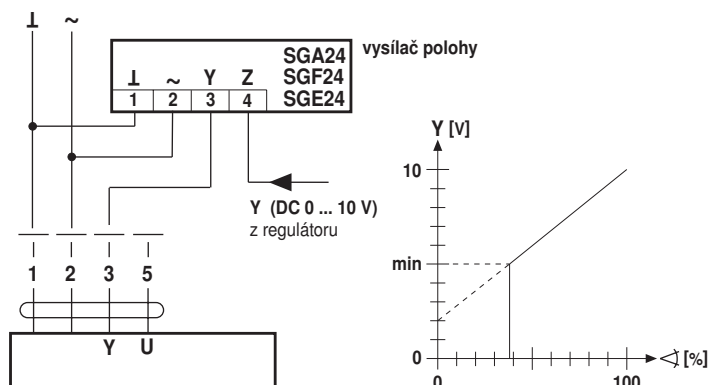 ⊥ ~
SGA24
SGF24
SGE24
vysílač polohy
⊥ ~ Y Z
1 2 3 4
Y (DC 0 ... 10 V)
z regulátoru
1 2 3 5
Y U
Y [V]
10
min
0
0 100
[%]